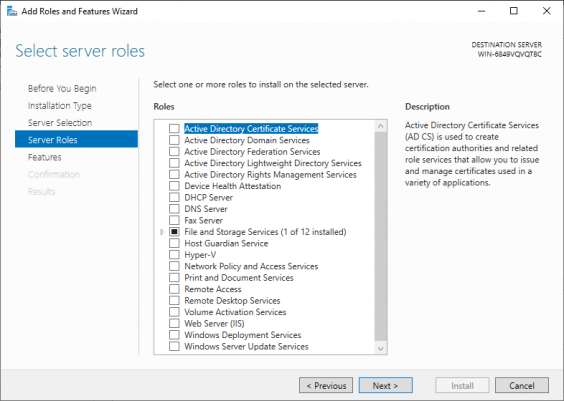 Add Roles and Features Wizard
Select server roles
DESTINATION SERVER
WIN-6849VQVQTBC
Before You Begin
Installation Type
Server Selection
Server Roles
Features
Confirmation
Results
Select one or more roles to install on the selected server.
Roles
Active Directory Certificate Services
Active Directory Domain Services
Active Directory Federation Services
Active Directory Lightweight Directory Services
Active Directory Rights Management Services
Device Health Attestation
DHCP Server
DNS Server
Fax Server
File and Storage Services (1 of 12 installed)
Host Guardian Service
Hyper-V
Network Policy and Access Services
Print and Document Services
Remote Access
Remote Desktop Services
Volume Activation Services
Web Server (IIS)
Windows Deployment Services
Windows Server Update Services
Description
Active Directory Certificate Services
(AD CS) is used to create
certification authorities and related
role services that allow you to issue
and manage certificates used in a
variety of applications.
< Previous
Next >
Install
Cancel